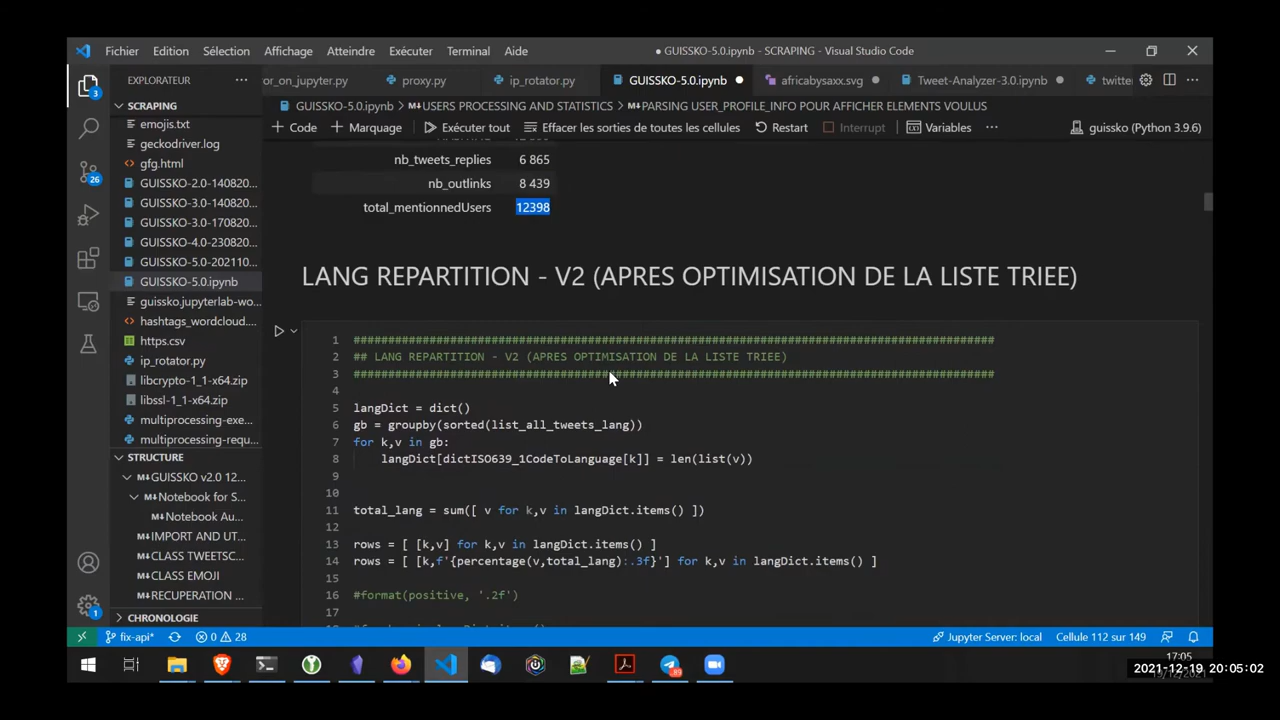 Fichier Edition Sélection Affichage Atteindre Exécuter Terminal Aide
● GUISSKO-5.0.ipynb - SCRAPING - Visual Studio Code
EXPLORATEUR
or_on_jupyter.py proxy.py ip_rotator.py GUISSKO-5.0.ipynb africabysaxx.svg Tweet-Analyzer-3.0.ipynb twitte
GUISSKO-5.0.ipynb > USERS PROCESSING AND STATISTICS > PARSING USER_PROFILE_INFO POUR AFFICHER ELEMENTS VOULUS
+ Code + Marquage Exécuter tout Effacer les sorties de toutes les cellules Restart Interrupt Variables ... guissko (Python 3.9.6)
SCRAPING
emojis.txt
geckodriver.log
gfg.html
GUISSKO-2.0-140820...
GUISSKO-3.0-140820...
GUISSKO-3.0-170820...
GUISSKO-4.0-230820...
GUISSKO-5.0-202110...
GUISSKO-5.0.ipynb
guissko.jupyterlab-wo...
hashtags_wordcloud...
https.csv
ip_rotator.py
libcrypto-1_1-x64.zip
libssl-1_1-x64.zip
multiprocessing-exe...
multiprocessing-requ...
STRUCTURE
GUISSKO v2.0 12...
Notebook for S...
Notebook Au...
IMPORT AND UT...
CLASS TWEETSC...
CLASS EMOJI
RECUPERATION ...
CHRONOLOGIE
3
26
1
nb_tweets_replies 6 865
nb_outlinks 8 439
total_mentionnedUsers 12398
LANG REPARTITION - V2 (APRES OPTIMISATION DE LA LISTE TRIEE)
1 ####################################################################################
2 ## LANG REPARTITION - V2 (APRES OPTIMISATION DE LA LISTE TRIEE)
3 ####################################################################################
4
5 langDict = dict()
6 gb = groupby(sorted(list_all_tweets_lang))
7 for k,v in gb:
8 langDict[dictISO639_1CodeToLanguage[k]] = len(list(v))
9
10
11 total_lang = sum([ v for k,v in langDict.items() ])
12
13 rows = [ [k,v] for k,v in langDict.items() ]
14 rows = [ [k,f'{percentage(v,total_lang):.3f}'] for k,v in langDict.items() ]
15
16 #format(positive, '.2f')
17
fix-api* 0 28 Jupyter Server: local Cellule 112 sur 149
17:05
2021-12-19 20:05:02